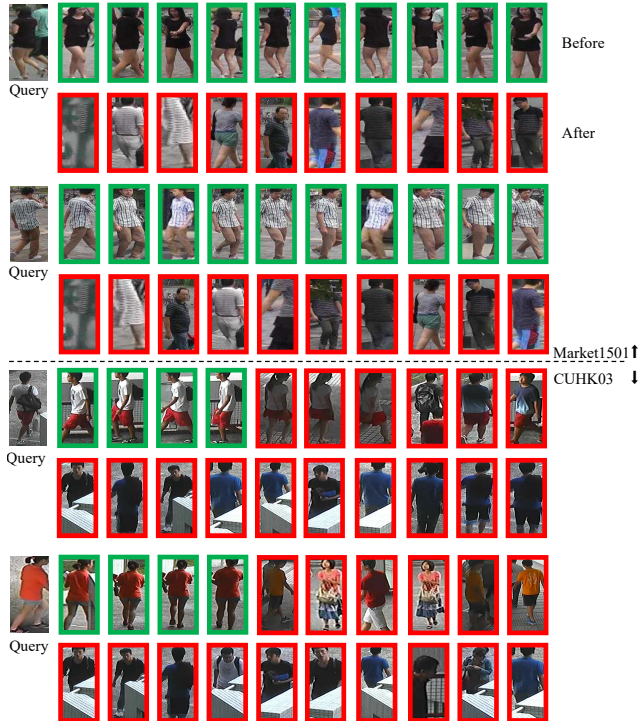 Before
Query
After
Query
Market1501⬆
CUHK03 ⬇
Query
Query